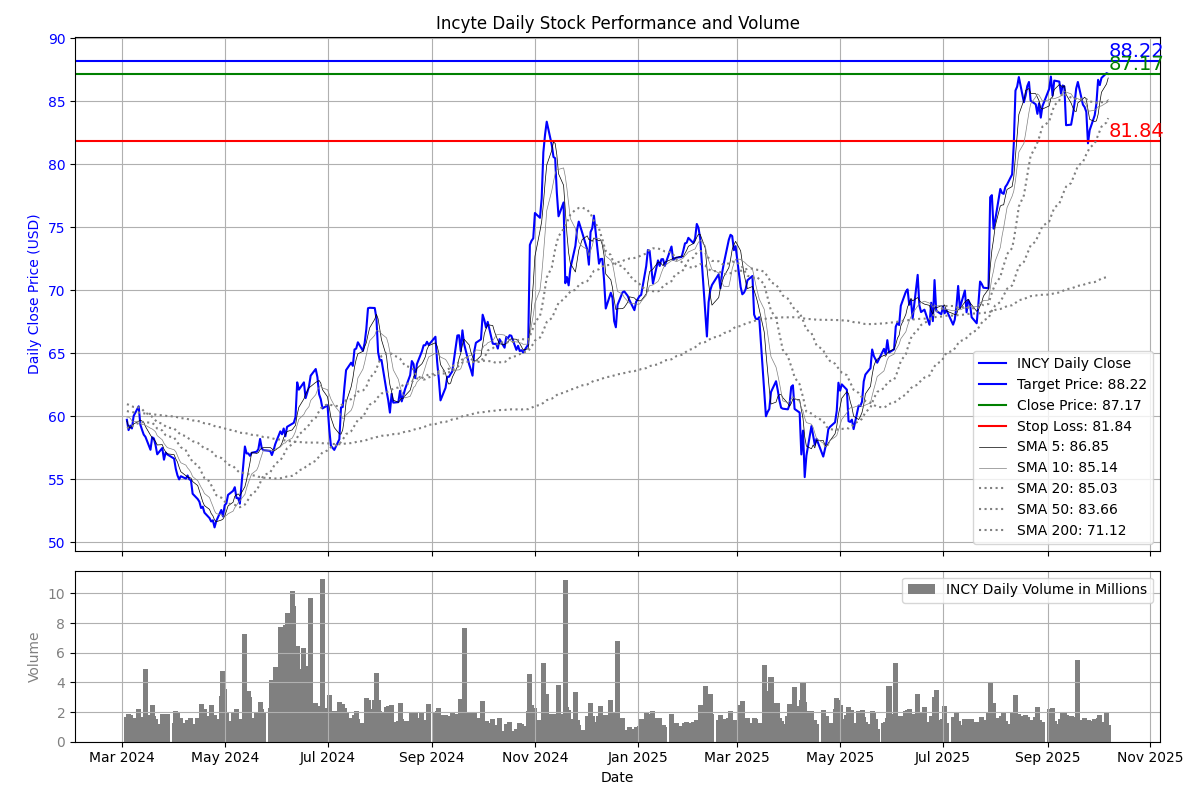 Incyte Daily Stock Performance and Volume
Daily Close Price (USD)
90
85
80
75
70
65
60
55
50
88.22
87.17
81.84
INCY Daily Close
Target Price: 88.22
Close Price: 87.17
Stop Loss: 81.84
SMA 5: 86.85
SMA 10: 85.14
SMA 20: 85.03
SMA 50: 83.66
SMA 200: 71.12
Volume
10
8
6
4
2
0
INCY Daily Volume in Millions
Mar 2024 May 2024 Jul 2024 Sep 2024 Nov 2024 Jan 2025 Mar 2025 May 2025 Jul 2025 Sep 2025 Nov 2025
Date